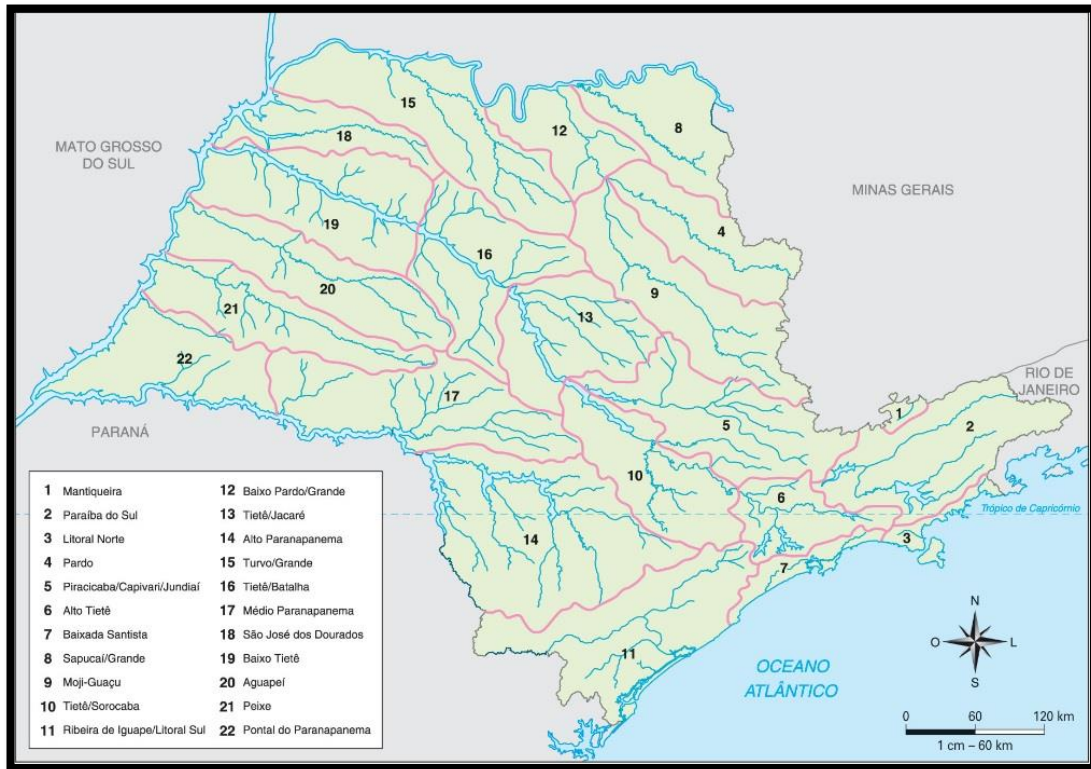 15
12
8
18
MATO GROSSO
DO SUL
MINAS GERAIS
19
4
16
20
9
13
21
22
17
RIO DE
JANEIRO
1
2
PARANÁ
5
10
6
Trópico de Capricórnio
14
3
7
11
N
O L
S
OCEANO
ATLÂNTICO
0 60 120 km
1 cm – 60 km
1 Mantiqueira
2 Paraíba do Sul
3 Litoral Norte
4 Pardo
5 Piracicaba/Capivari/Jundiaí
6 Alto Tietê
7 Baixada Santista
8 Sapucaí/Grande
9 Moji-Guaçu
10 Tietê/Sorocaba
11 Ribeira de Iguape/Litoral Sul
12 Baixo Pardo/Grande
13 Tietê/Jacaré
14 Alto Paranapanema
15 Turvo/Grande
16 Tietê/Batalha
17 Médio Paranapanema
18 São José dos Dourados
19 Baixo Tietê
20 Aguapeí
21 Peixe
22 Pontal do Paranapanema